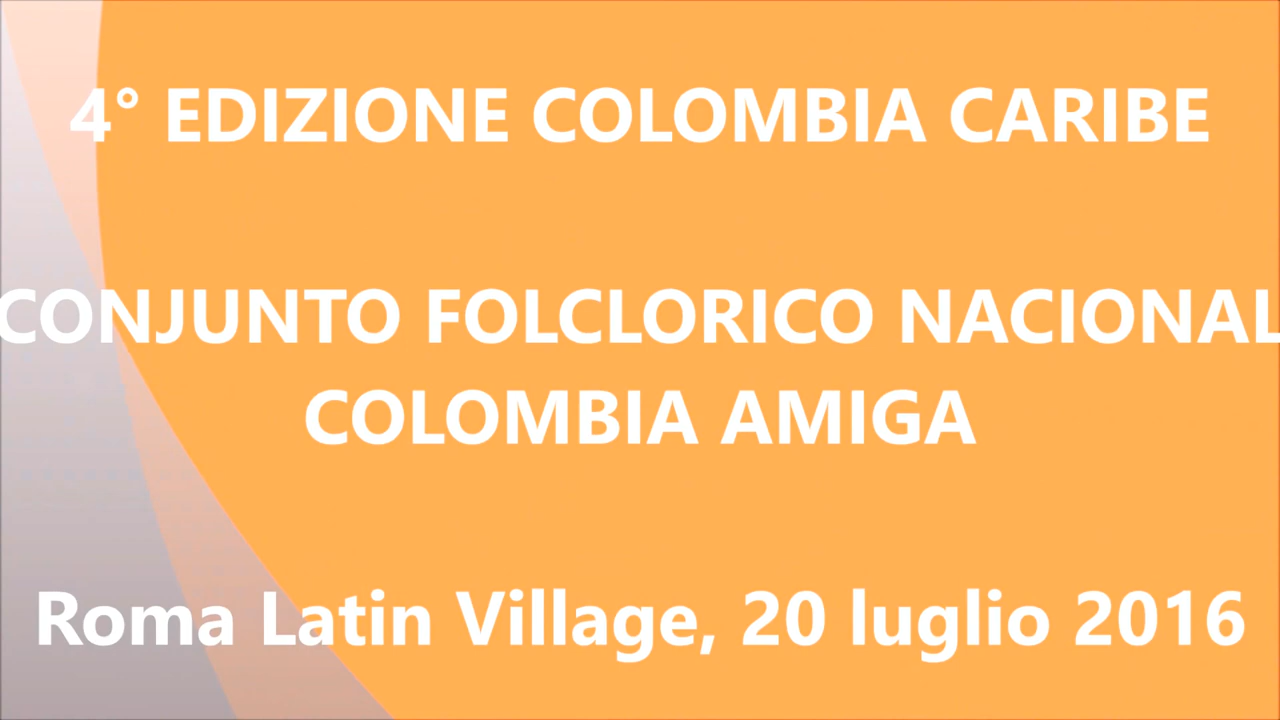 4° EDIZIONE COLOMBIA CARIBE
CONJUNTO FOLCLORICO NACIONAL
COLOMBIA AMIGA
Roma Latin Village, 20 luglio 2016